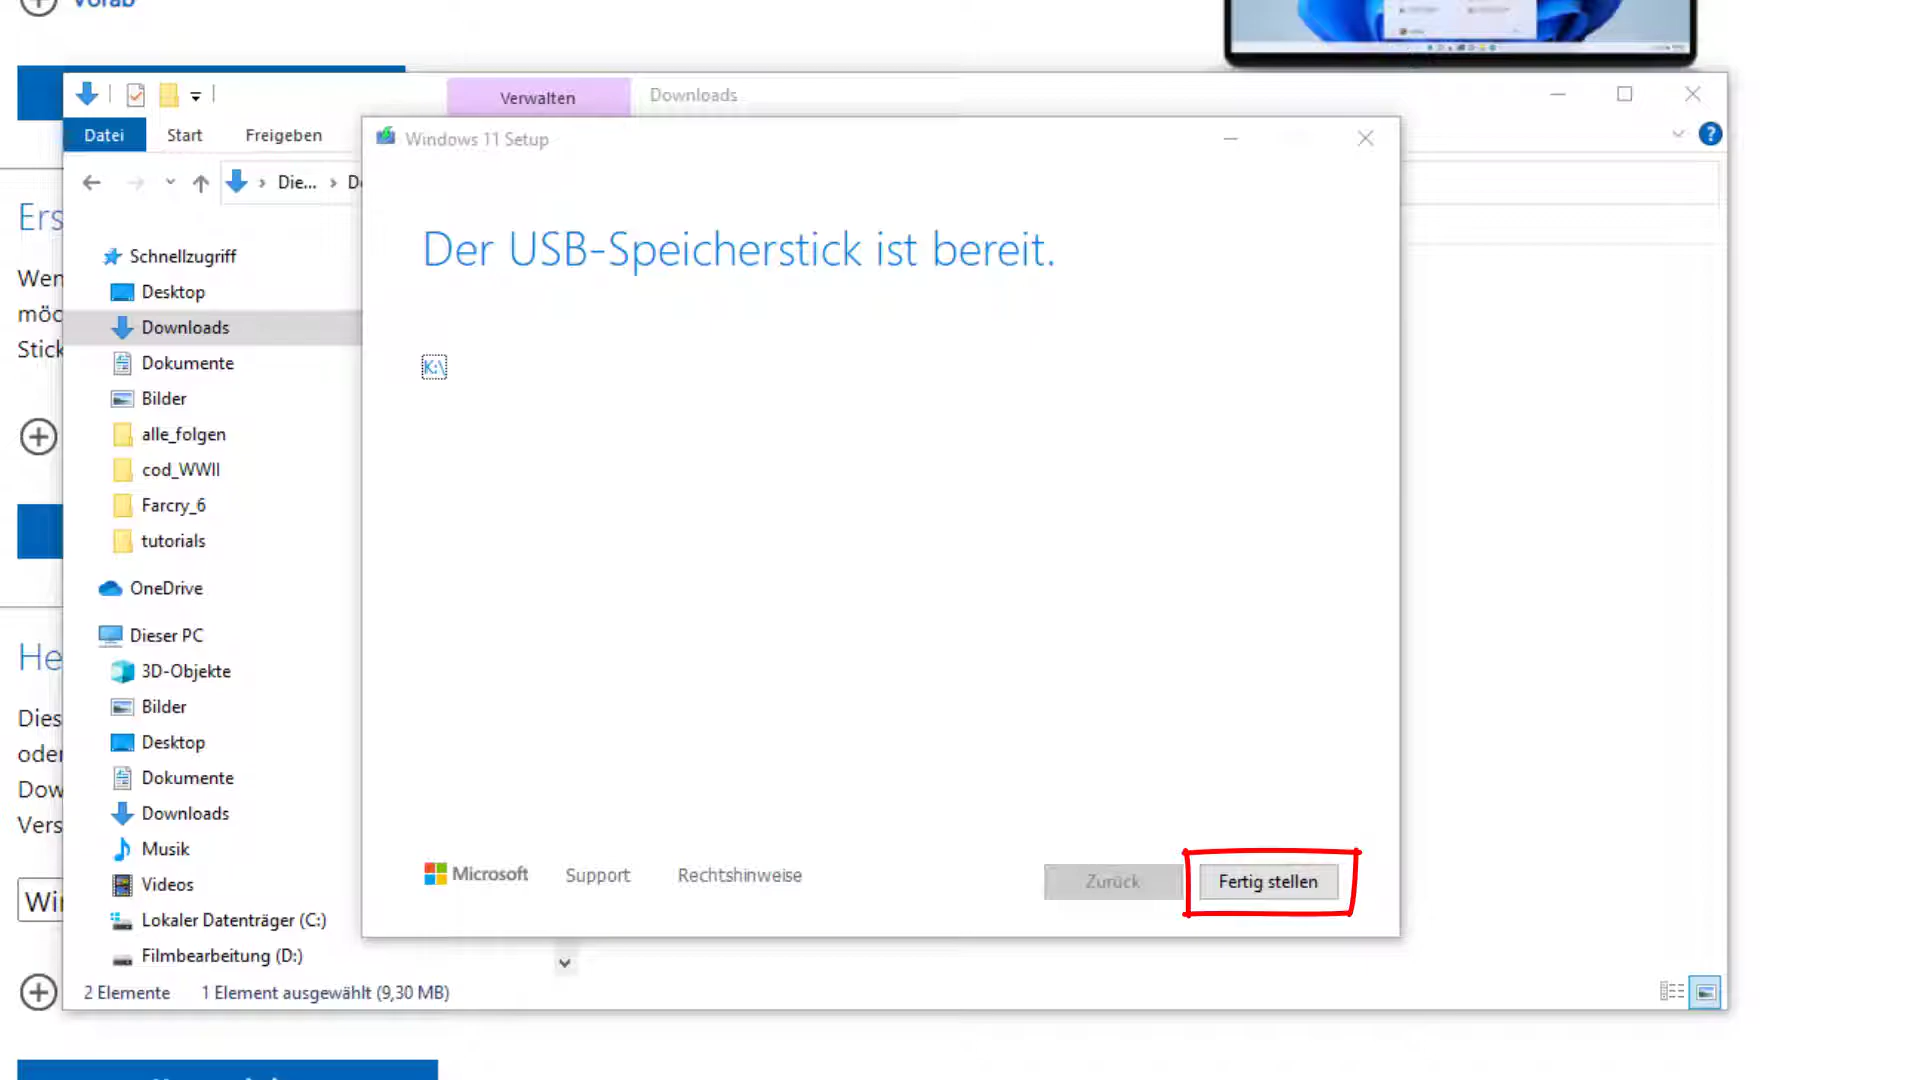 Vorab
Verwalten
Downloads
Datei
Start
Freigeben
Windows 11 Setup
Die...
Ers
Wen
Stick
Der USB-Speicherstick ist bereit.
K:\
Schnellzugriff
Desktop
Downloads
Dokumente
Bilder
alle_folgen
cod_WWII
Farcry_6
tutorials
OneDrive
Dieser PC
3D-Objekte
Bilder
Desktop
Dokumente
Downloads
Musik
Videos
Lokaler Datenträger (C:)
Filmbearbeitung (D:)
He
Dies
oder
Dow
Vers
Microsoft
Support
Rechtshinweise
Zurück
Fertig stellen
2 Elemente
1 Element ausgewählt (9,30 MB)